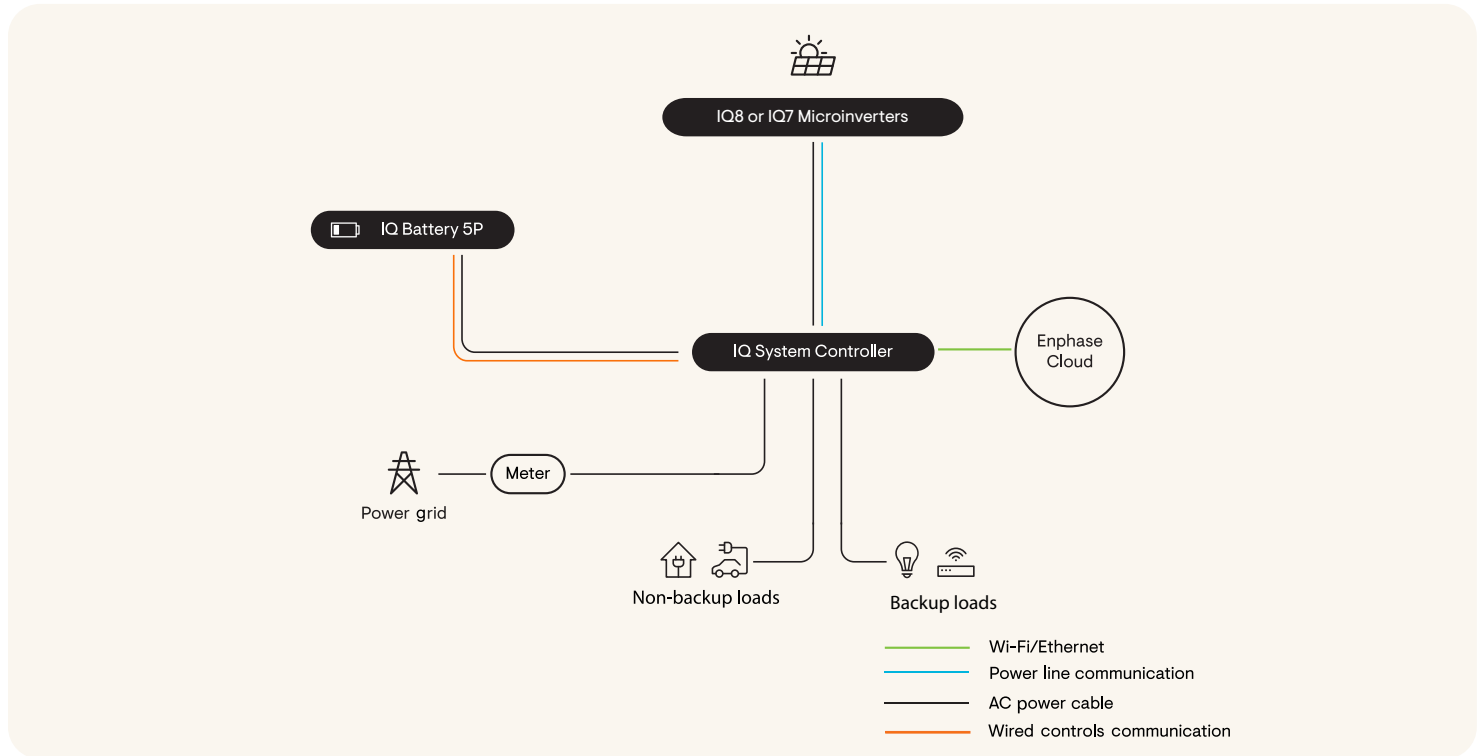 IQ8 or IQ7 Microinverters
IQ Battery 5P
IQ System Controller
Enphase
Cloud
Meter
Power grid
Non-backup loads
Backup loads
Wi-Fi/Ethernet
Power line communication
AC power cable
Wired controls communication